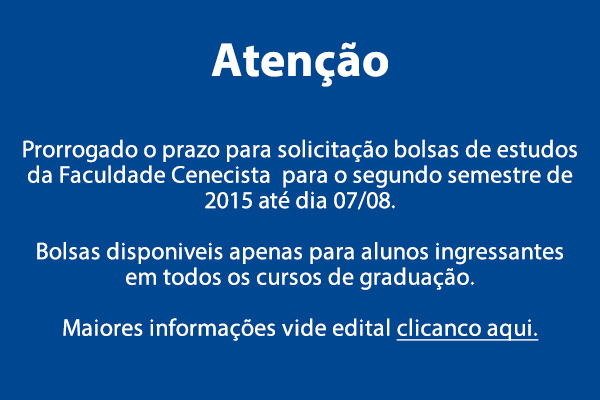 Atenção
Prorrogado o prazo para solicitação bolsas de estudos
da Faculdade Cenecista para o segundo semestre de
2015 até dia 07/08.
Bolsas disponiveis apenas para alunos ingressantes
em todos os cursos de graduação.
Maiores informações vide edital clicanco aqui.